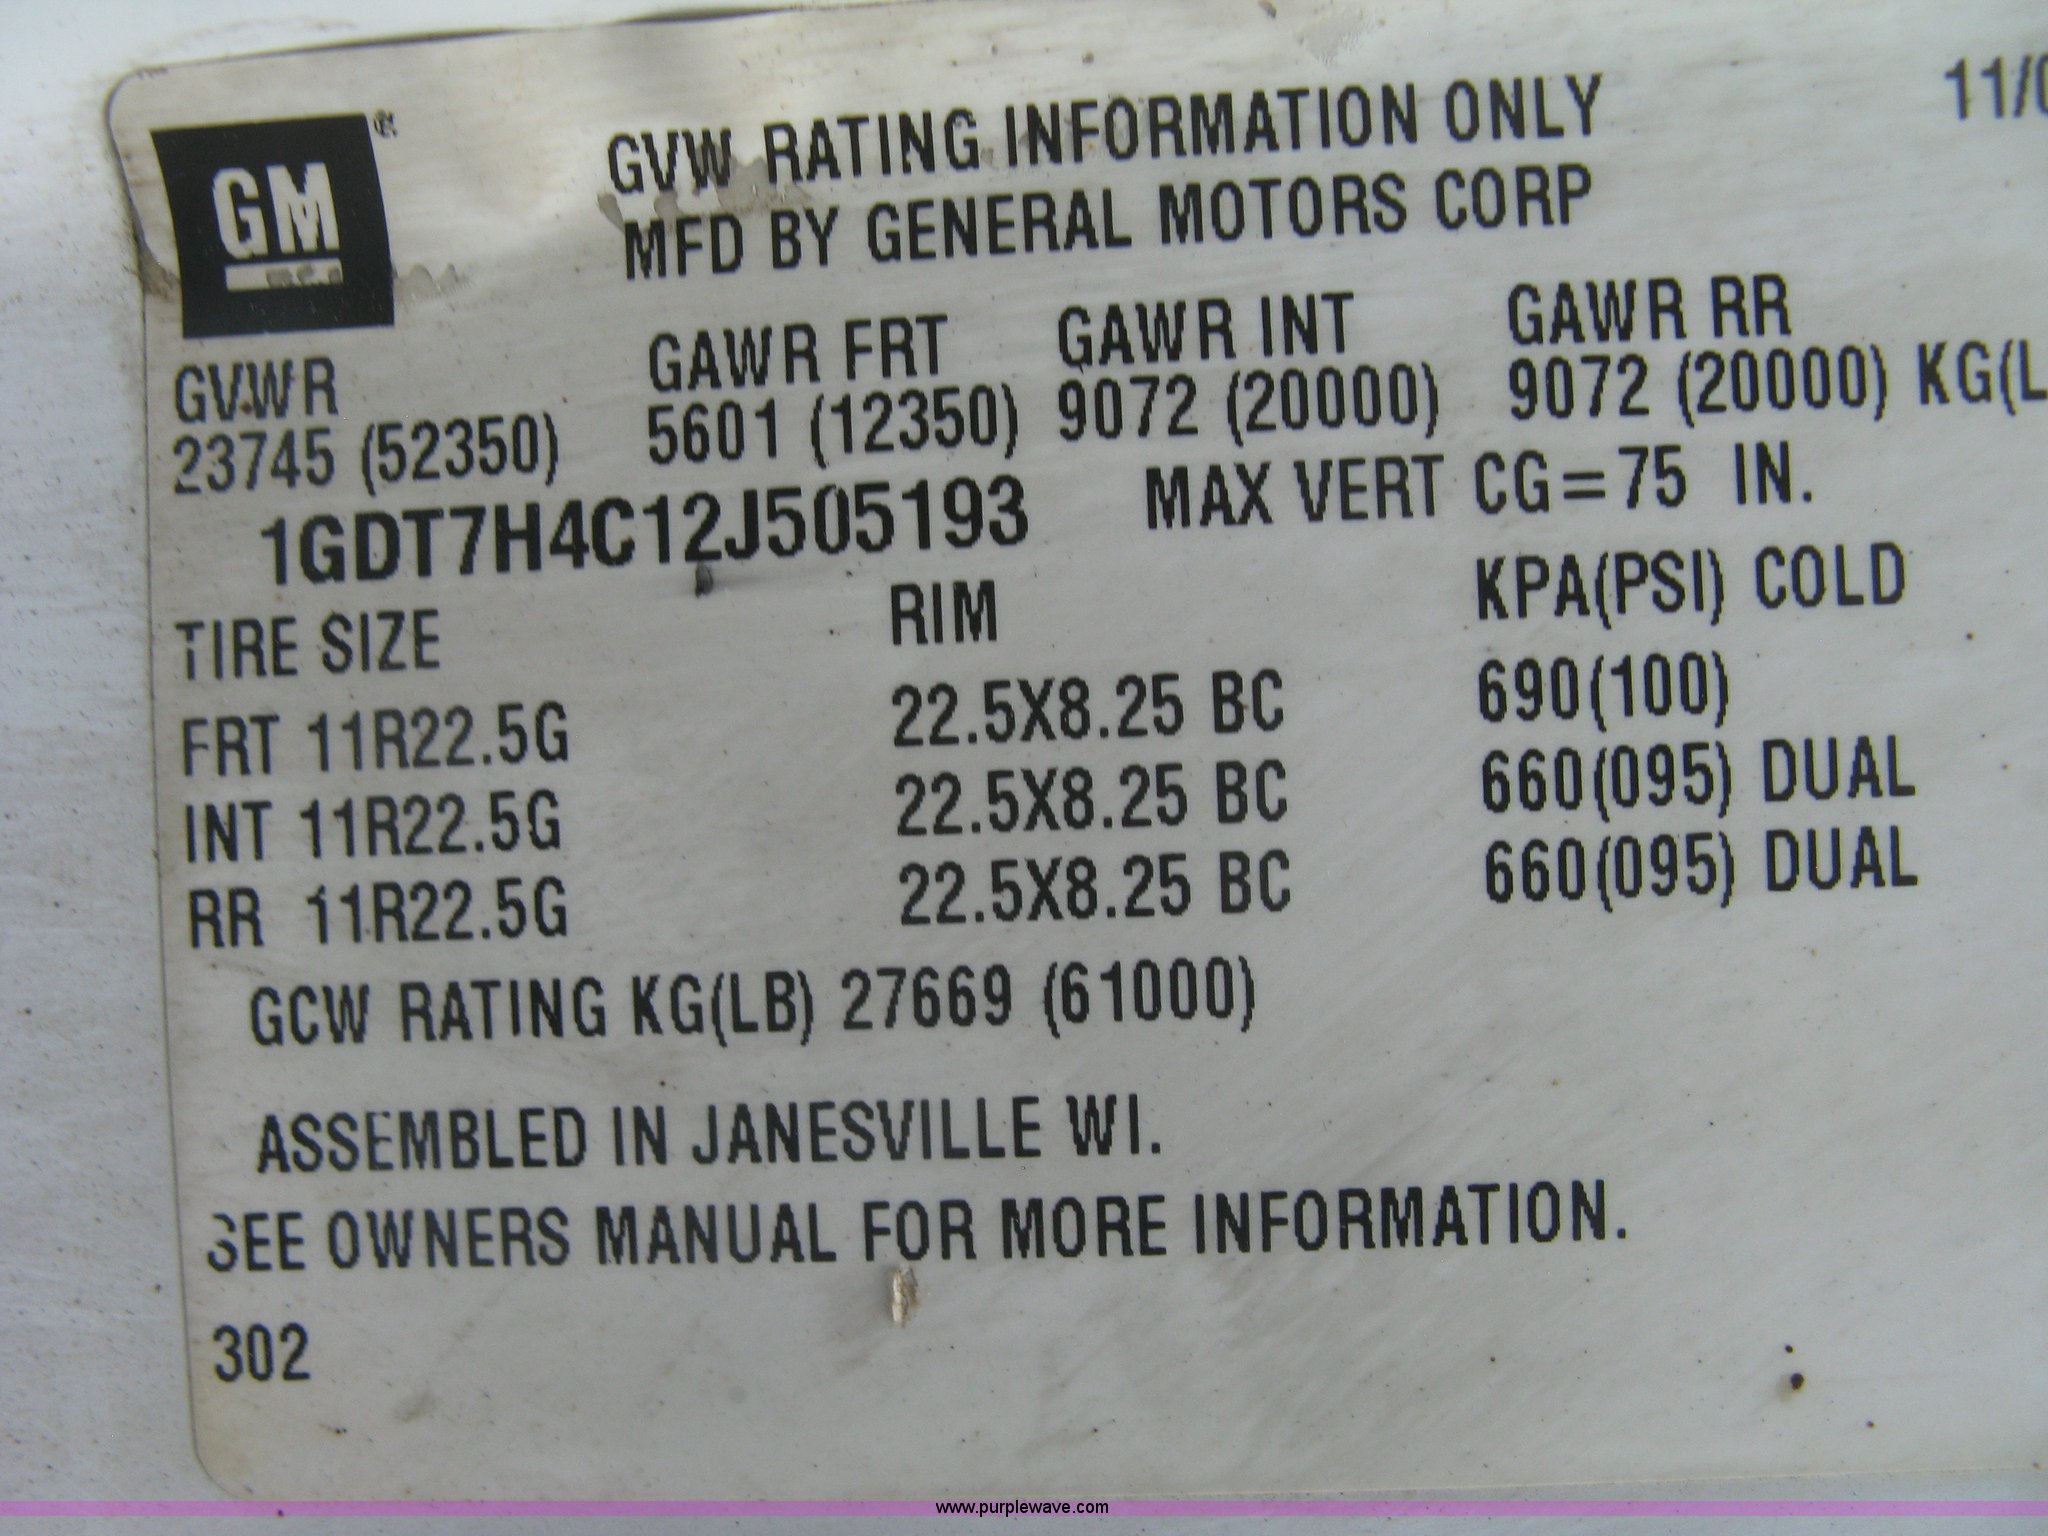 GM
GVW RATING INFORMATION ONLY 11/0
MFD BY GENERAL MOTORS CORP
GVWR GAWR FRT GAWR INT GAWR RR
23745 (52350) 5601 (12350) 9072 (20000) 9072 (20000) KG(L
1GDT7H4C12J505193 MAX VERT CG=75 IN.
TIRE SIZE RIM KPA(PSI) COLD
FRT 11R22.5G 22.5X8.25 BC 690(100)
INT 11R22.5G 22.5X8.25 BC 660(095) DUAL
RR 11R22.5G 22.5X8.25 BC 660(095) DUAL
GCW RATING KG(LB) 27669 (61000)
ASSEMBLED IN JANESVILLE WI.
SEE OWNERS MANUAL FOR MORE INFORMATION.
302
www.purplewave.com